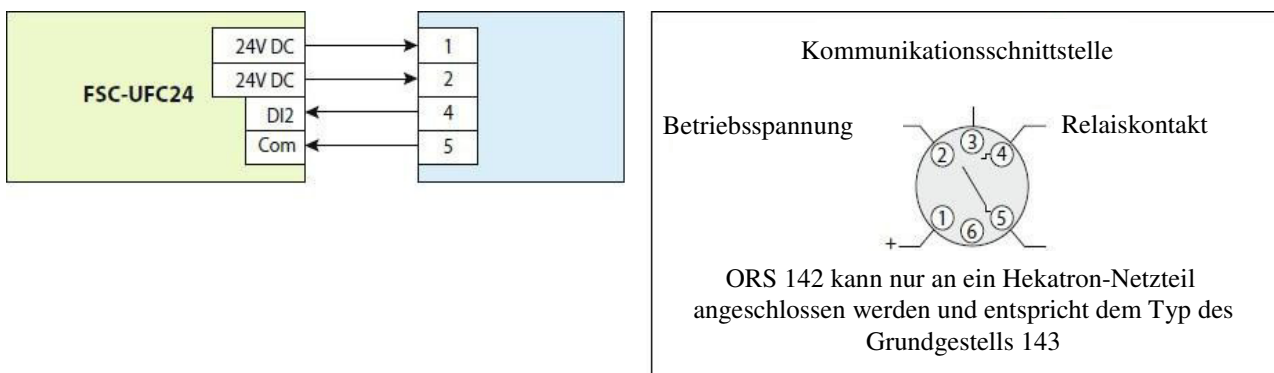 24V DC 1
24V DC 2
FSC-UFC24
DI2 4
Com 5
Kommunikationsschnittstelle
Betriebsspannung
Relaiskontakt
3
2 4
1 5
6
+
ORS 142 kann nur an ein Hekatron-Netzteil
angeschlossen werden und entspricht dem Typ des
Grundgestells 143